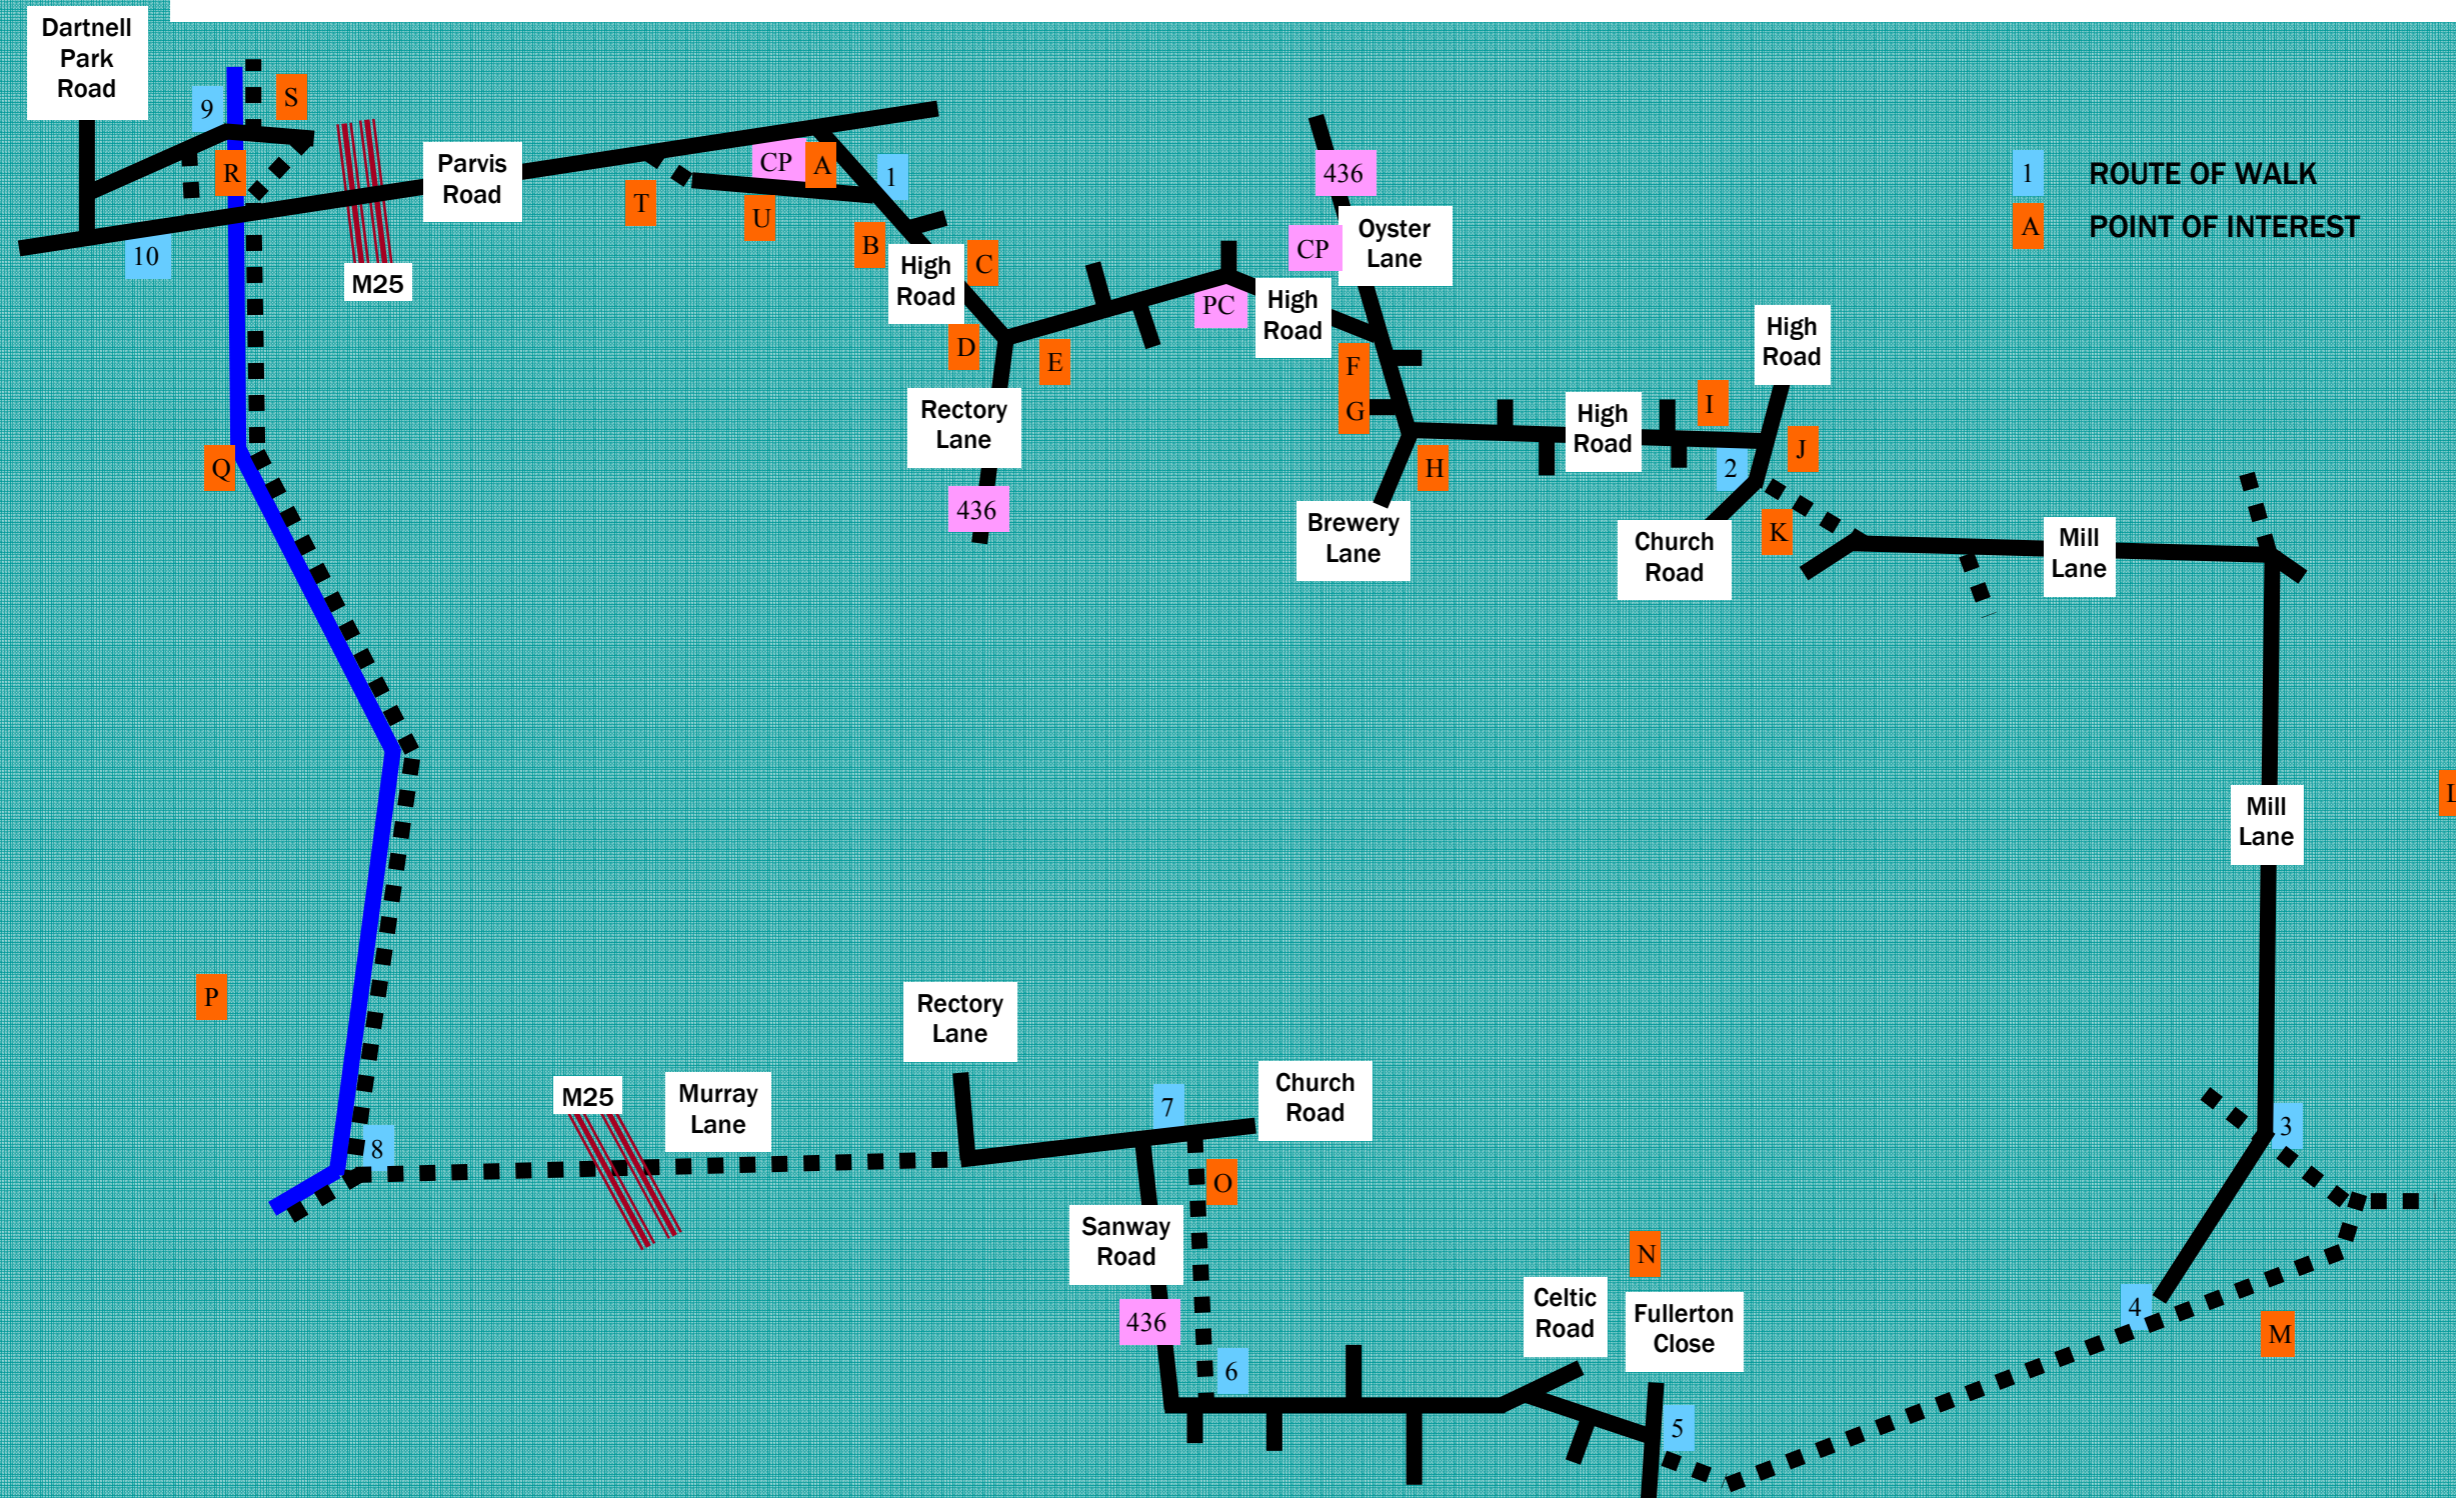 Dartnell
Park
Road
9
S
R
10
M25
Parvis
Road
CP
A
1
T
U
B
C
High
Road
D
E
Rectory
Lane
436
PC
High
Road
436
CP
Oyster
Lane
F
G
H
Brewery
Lane
High
Road
I
High
Road
J
2
K
Church
Road
1 ROUTE OF WALK
A POINT OF INTEREST
Mill
Lane
Mill
Lane
L
Q
P
8
M25
Murray
Lane
Rectory
Lane
7
Church
Road
O
Sanway
Road
436
6
Celtic
Road
N
Fullerton
Close
5
3
4
M